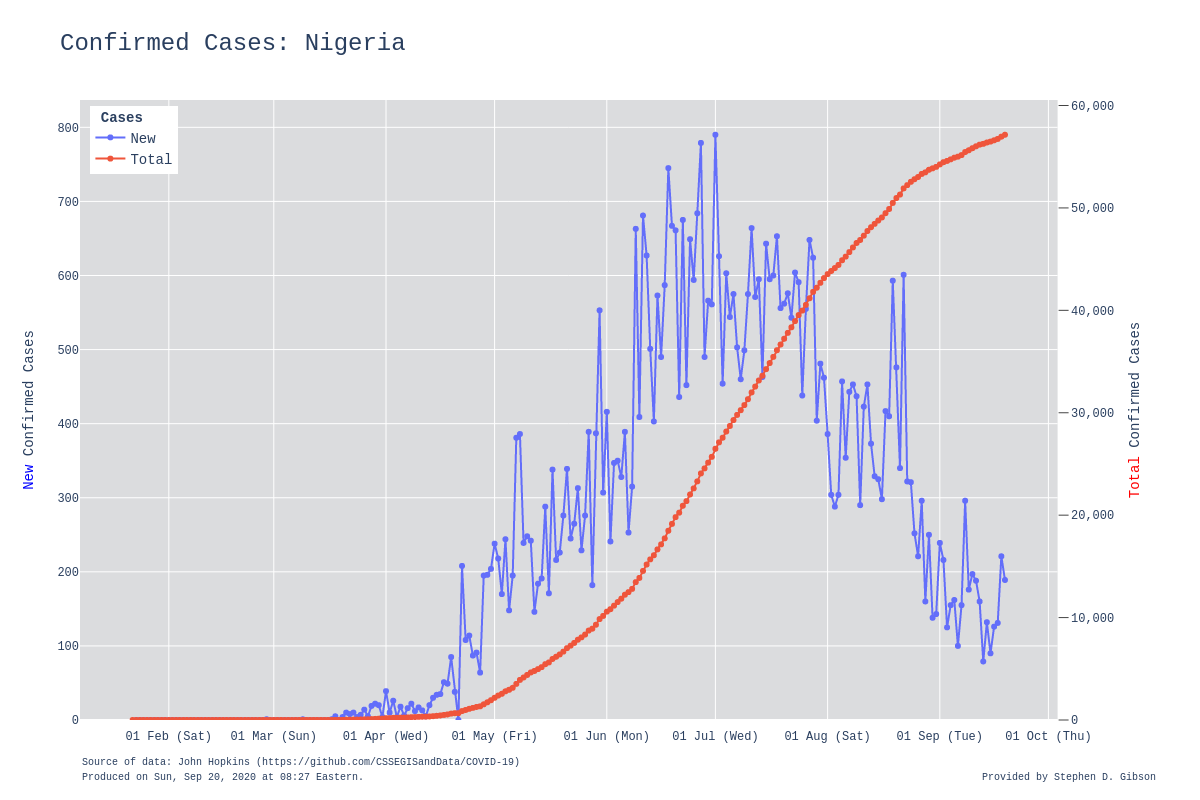 Confirmed Cases: Nigeria
Cases
New
Total
800
700
600
500
400
300
200
100
0
60,000
50,000
40,000
30,000
20,000
10,000
0
New Confirmed Cases
Total Confirmed Cases
01 Feb (Sat)
01 Mar (Sun)
01 Apr (Wed)
01 May (Fri)
01 Jun (Mon)
01 Jul (Wed)
01 Aug (Sat)
01 Sep (Tue)
01 Oct (Thu)
Source of data: John Hopkins (https://github.com/CSSEGISandData/COVID-19)
Produced on Sun, Sep 20, 2020 at 08:27 Eastern.
Provided by Stephen D. Gibson